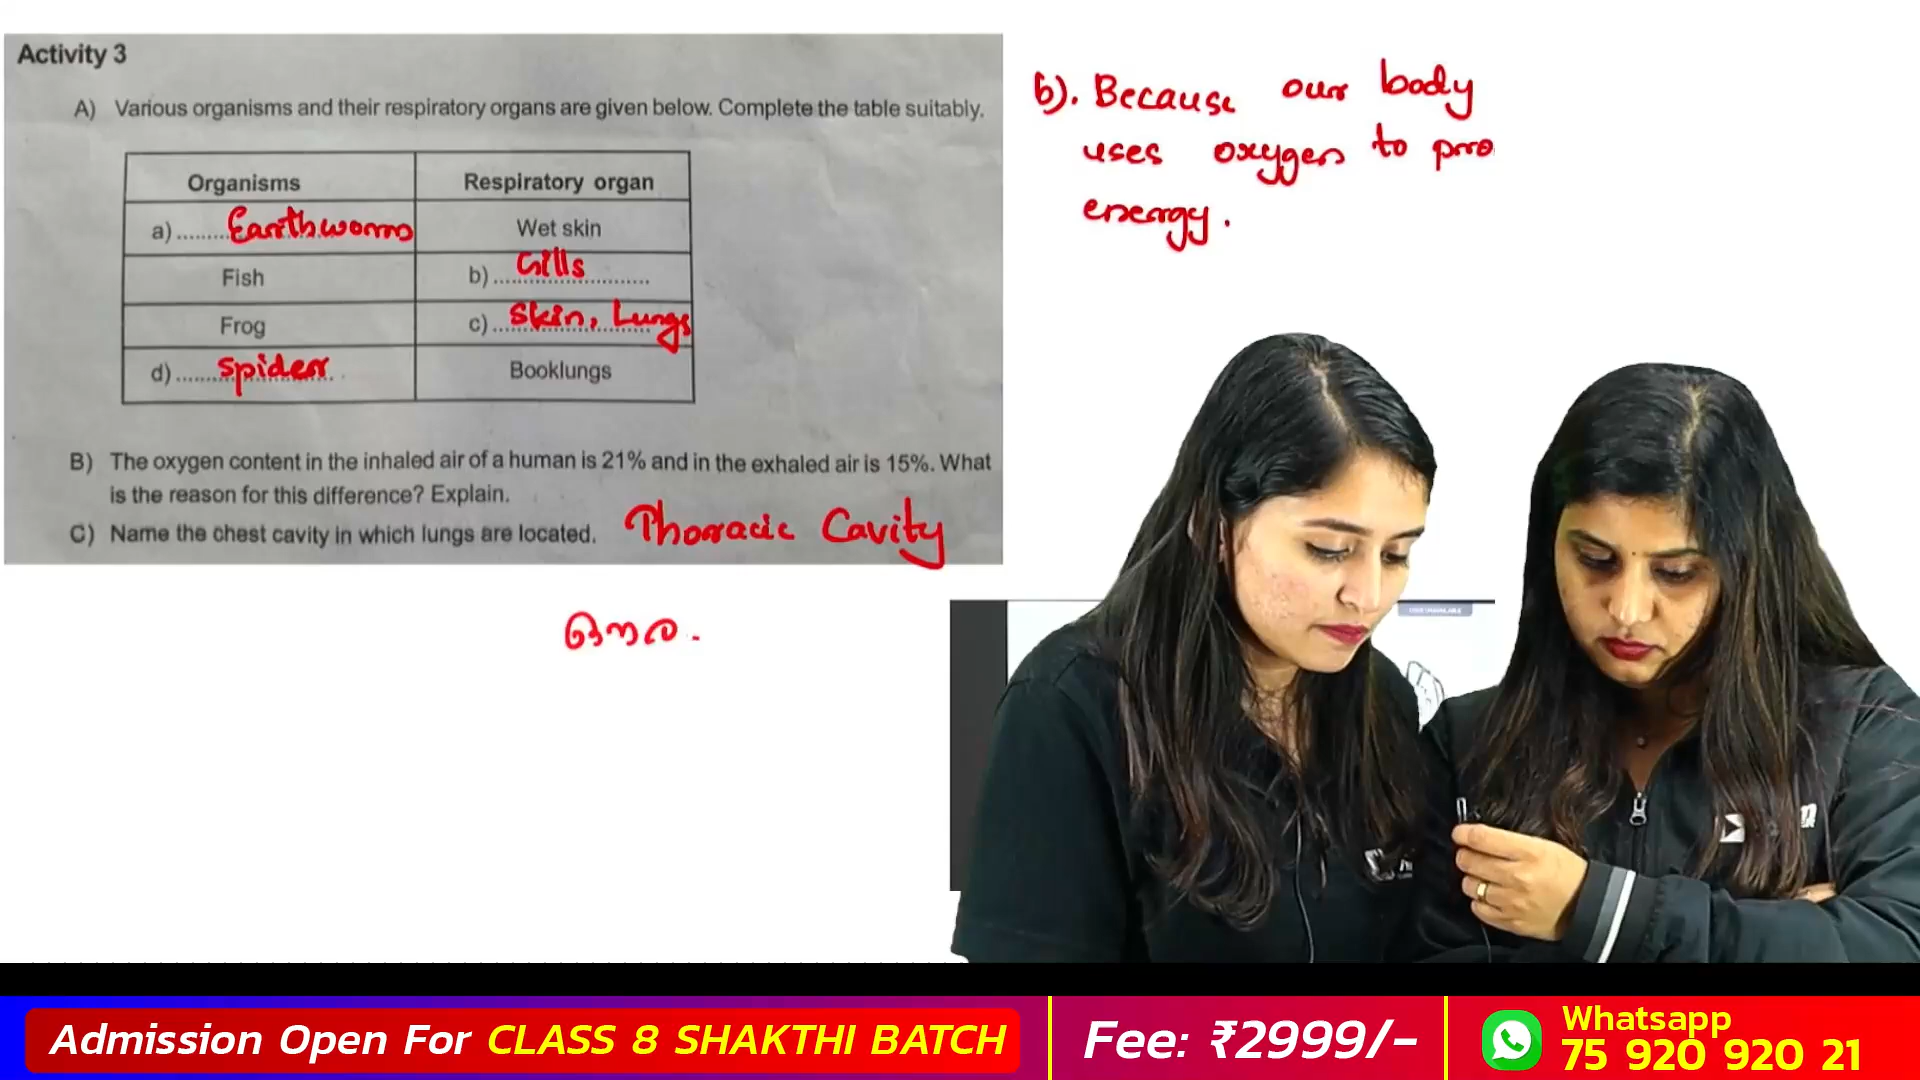 Activity 3
A) Various organisms and their respiratory organs are given below. Complete the table suitably.
Organisms Respiratory organ
a) ......... Earthworm Wet skin
Fish b) Gills .........
Frog c) Skin, Lungs
d) ......... Spider Booklungs
B) The oxygen content in the inhaled air of a human is 21% and in the exhaled air is 15%. What
is the reason for this difference? Explain.
C) Name the chest cavity in which lungs are located. Thoracic Cavity
b). Because our body
uses oxygen to pro
energy.
Admission Open For CLASS 8 SHAKTHI BATCH
Fee: ₹2999/-
Whatsapp
75 920 920 21